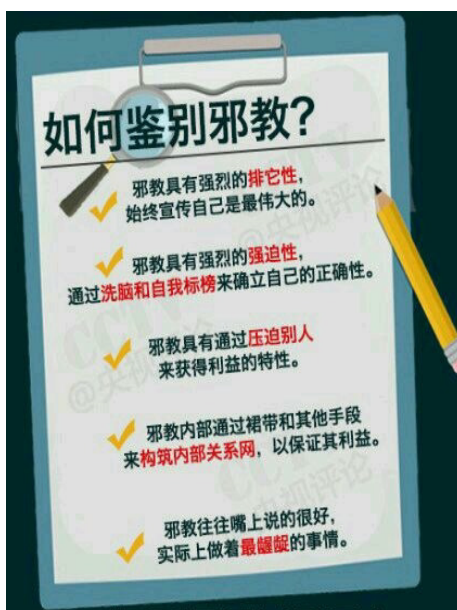 如何鉴别邪教?
邪教具有强烈的排它性,
始终宣传自己是最伟大的。
邪教具有强烈的强迫性,
通过洗脑和自我标榜来确立自己的正确性。
邪教具有通过压迫别人
来获得利益的特性。
邪教内部通过裙带和其他手段
来构筑内部关系网，以保证其利益。
邪教往往嘴上说的很好,
实际上做着最龌龊的事情。
@央视评论